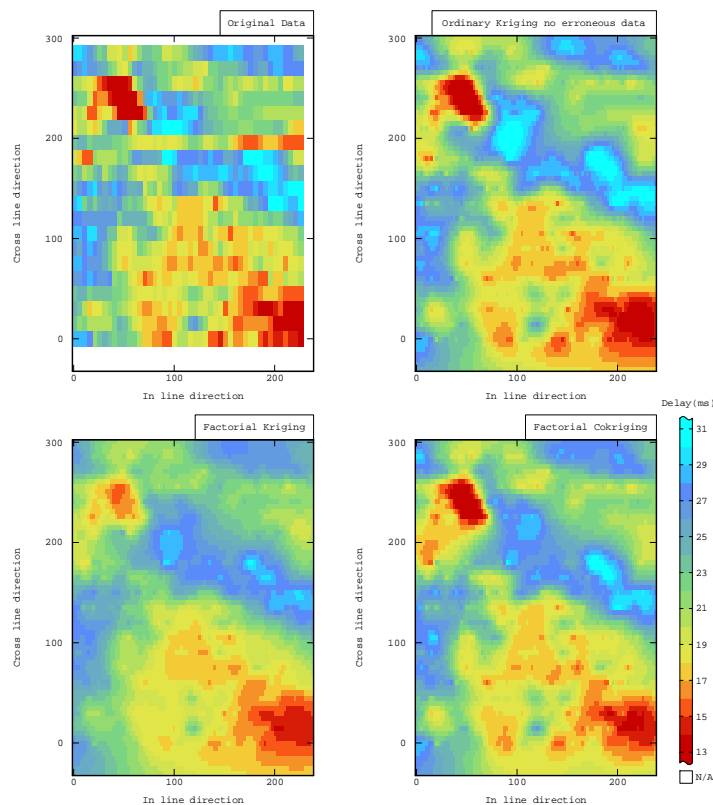 Original Data
300
200
100
0
Cross line direction
0
100
200
In line direction
Ordinary Kriging no erroneous data
300
200
100
0
Cross line direction
0
100
200
In line direction
Factorial Kriging
300
200
100
0
Cross line direction
0
100
200
In line direction
Factorial Cokriging
300
200
100
0
Cross line direction
0
100
200
In line direction
Delay(ms)
31
29
27
25
23
21
19
17
15
13
N/A